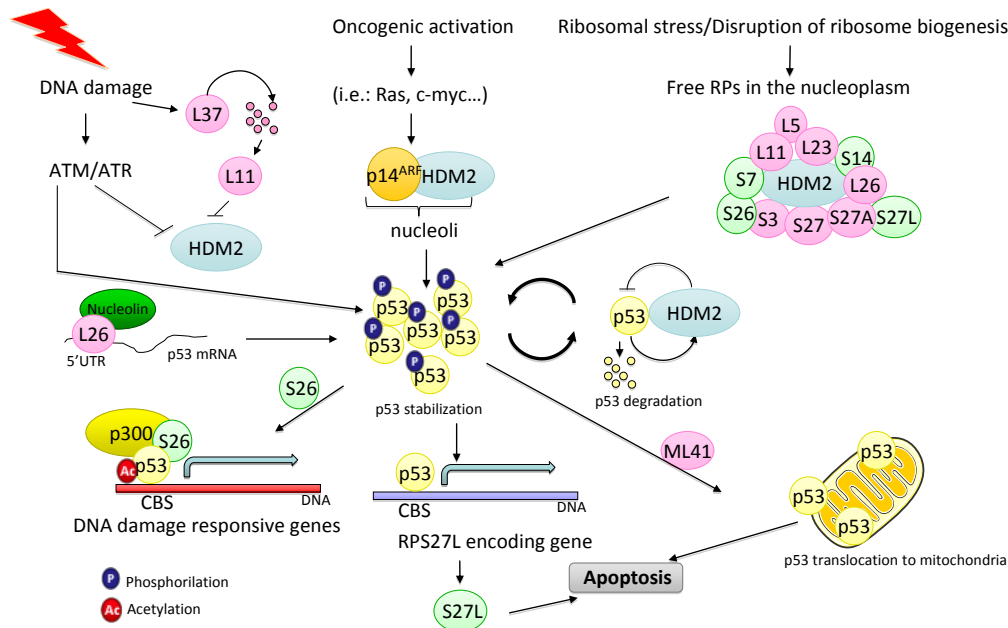 Oncogenic activation
Ribosomal stress/Disruption of ribosome biogenesis
DNA damage
L37
(i.e.: Ras, c-myc…)
Free RPs in the nucleoplasm
ATM/ATR
L11
HDM2
p14ARF
HDM2
nucleoli
L5
L11
L23
S14
S7
HDM2
L26
S26
S3
S27
S27A
S27L
Nucleolin
L26
5'UTR
p53 mRNA
P
p53
P
p53
P
p53
P
p53
P
p53
P
p53
p53 stabilization
p53
HDM2
p53 degradation
S26
p300
S26
Ac
p53
CBS
DNA
DNA damage responsive genes
p53
CBS
DNA
RPS27L encoding gene
S27L
ML41
p53
p53
p53
p53 translocation to mitochondria
Apoptosis
P
Phosphorilation
Ac
Acetylation